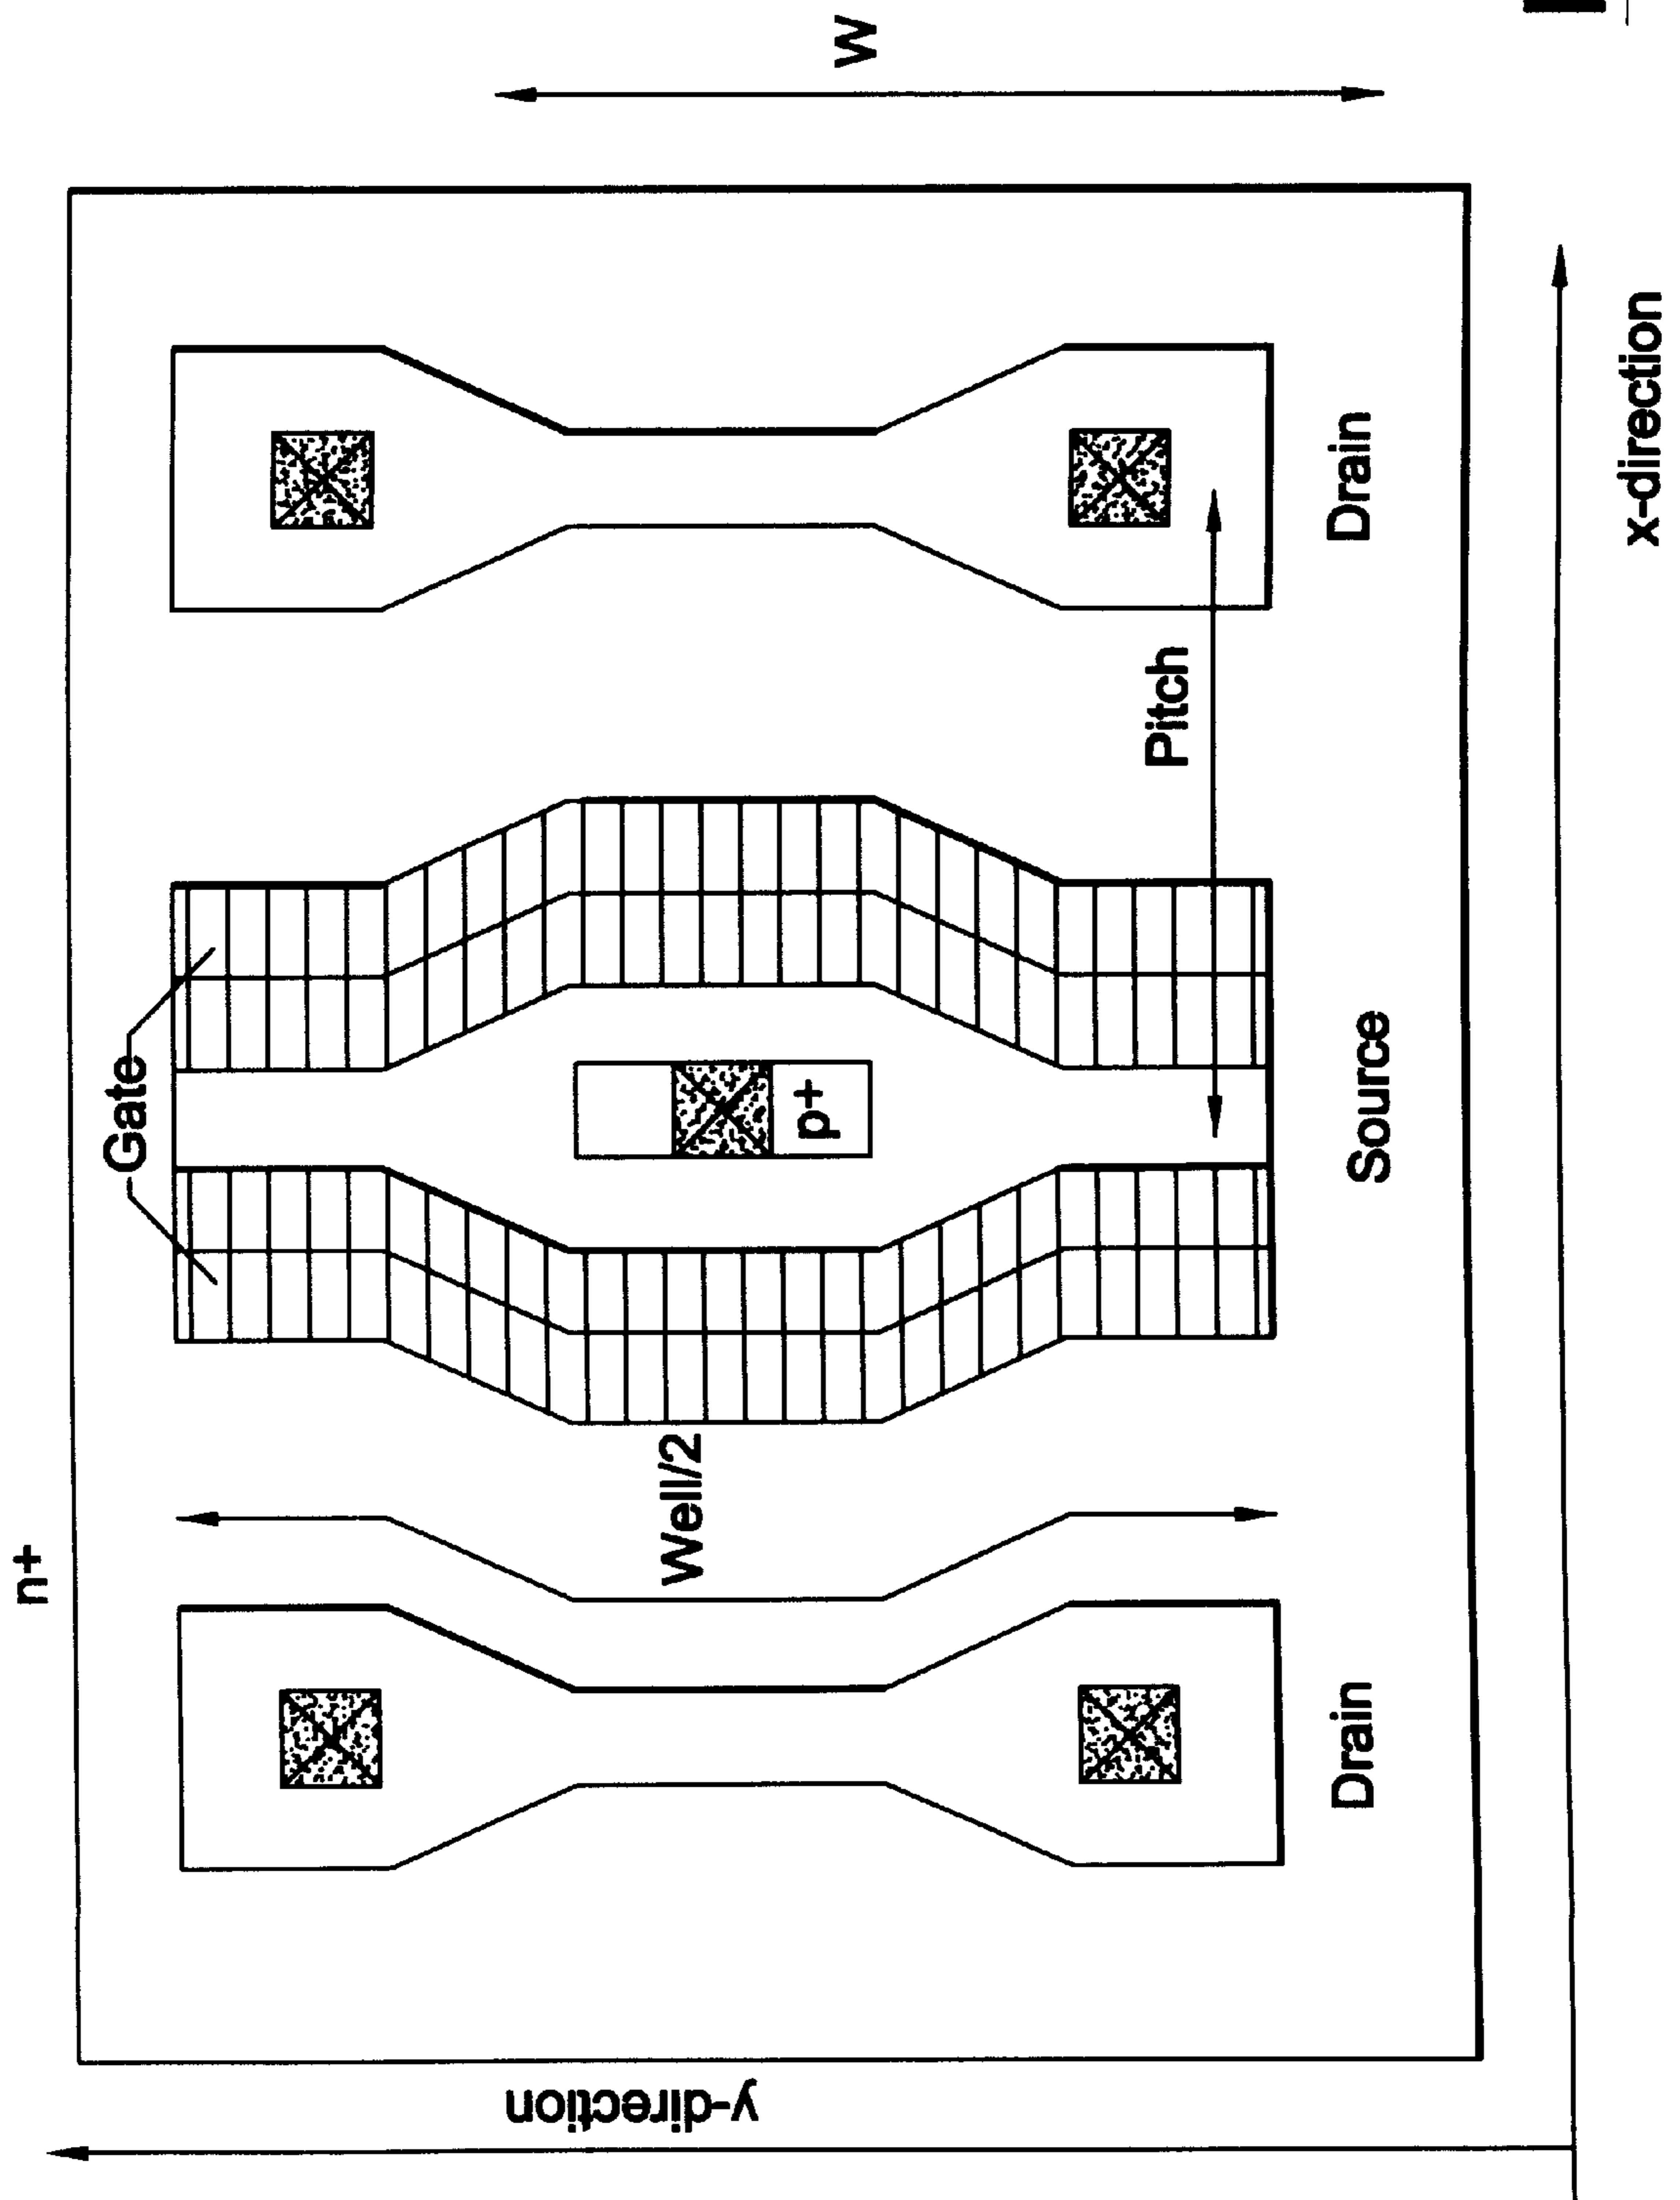 n+
Gate
W
Well/2
p+
Pitch
Drain
Source
Drain
y-direction
x-direction